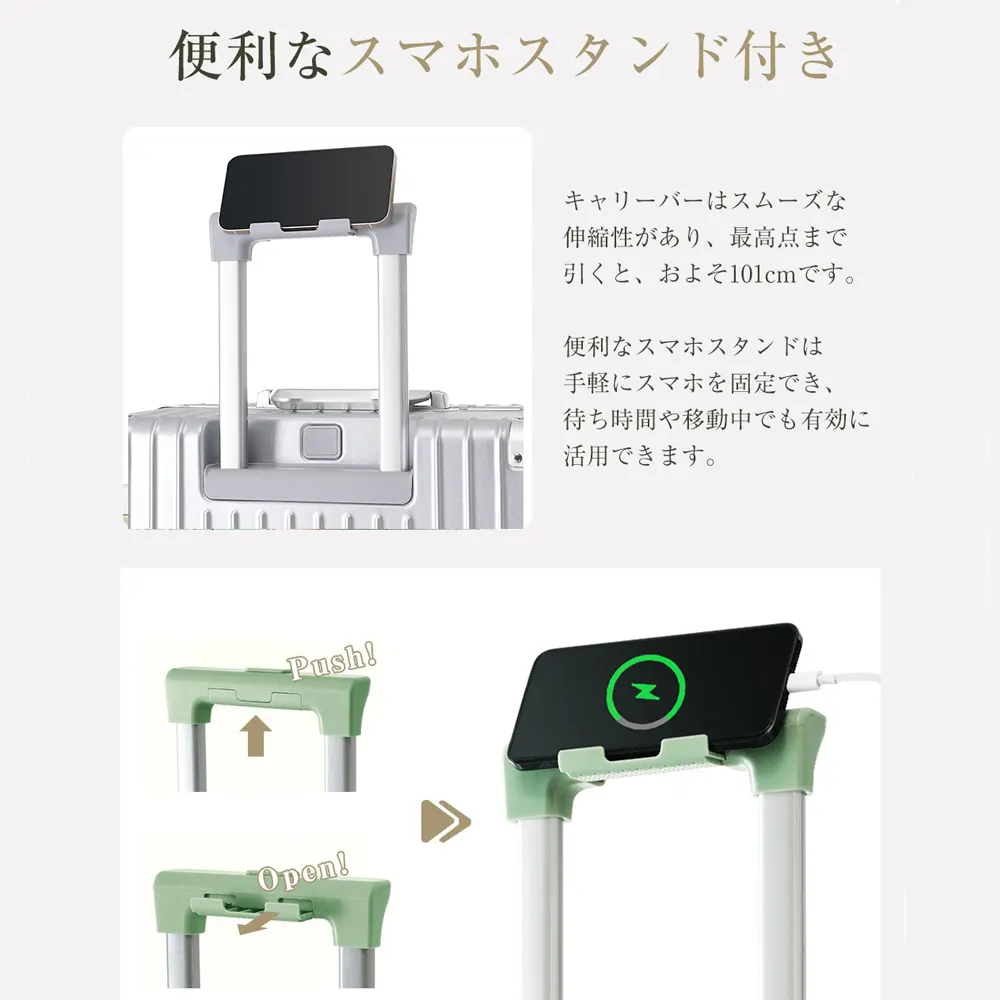 便利なスマホスタンド付き
キャリーバーはスムーズな
伸縮性があり、最高点まで
引くと、およそ101cmです。
便利なスマホスタンドは
手軽にスマホを固定でき、
待ち時間や移動中でも有効に
活用できます。
Push!
Open!